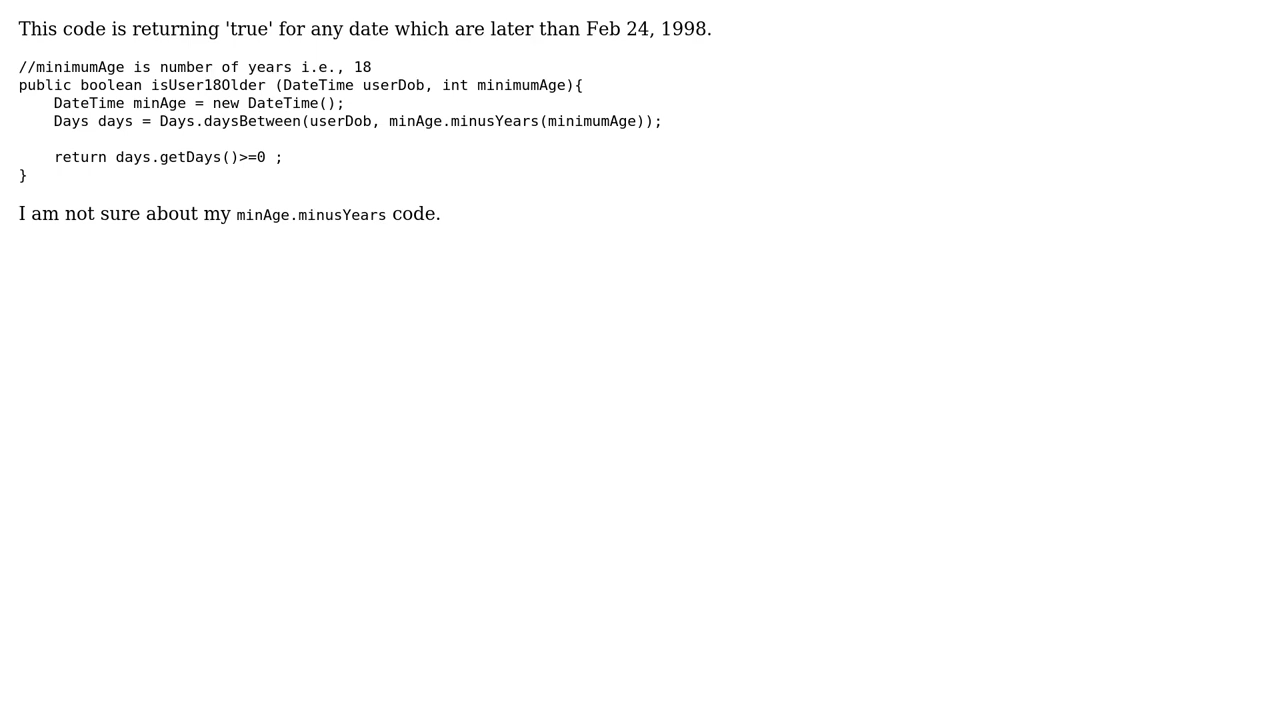 This code is returning 'true' for any date which are later than Feb 24, 1998.
//minimumAge is number of years i.e., 18
public boolean isUser18Older (DateTime userDob, int minimumAge){
    DateTime minAge = new DateTime();
    Days days = Days.daysBetween(userDob, minAge.minusYears(minimumAge));
    return days.getDays()>=0 ;
}
I am not sure about my minAge.minusYears code.